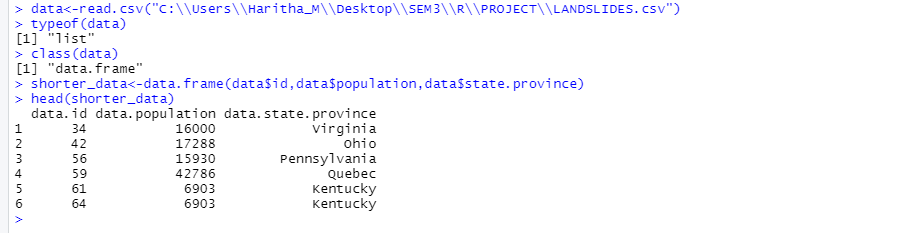 > data<-read.csv("C:\\Users\\Haritha_M\\Desktop\\SEM3\\R\\PROJECT\\LANDSLIDES.csv")
> typeof(data)
[1] "list"
> class(data)
[1] "data.frame"
> shorter_data<-data.frame(data$id,data$population,data$state.province)
> head(shorter_data)
  data.id data.population data.state.province
1      34           16000            Virginia
2      42           17288                Ohio
3      56           15930        Pennsylvania
4      59           42786              Quebec
5      61            6903            Kentucky
6      64            6903            Kentucky
>